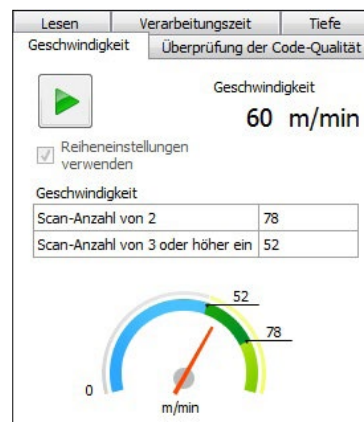 Lesen Verarbeitungszeit Tiefe
Geschwindigkeit Überprüfung der Code-Qualität
Geschwindigkeit
60 m/min
Reiheneinstellungen
verwenden
Geschwindigkeit
Scan-Anzahl von 2 78
Scan-Anzahl von 3 oder höher ein 52
52
78
0
m/min